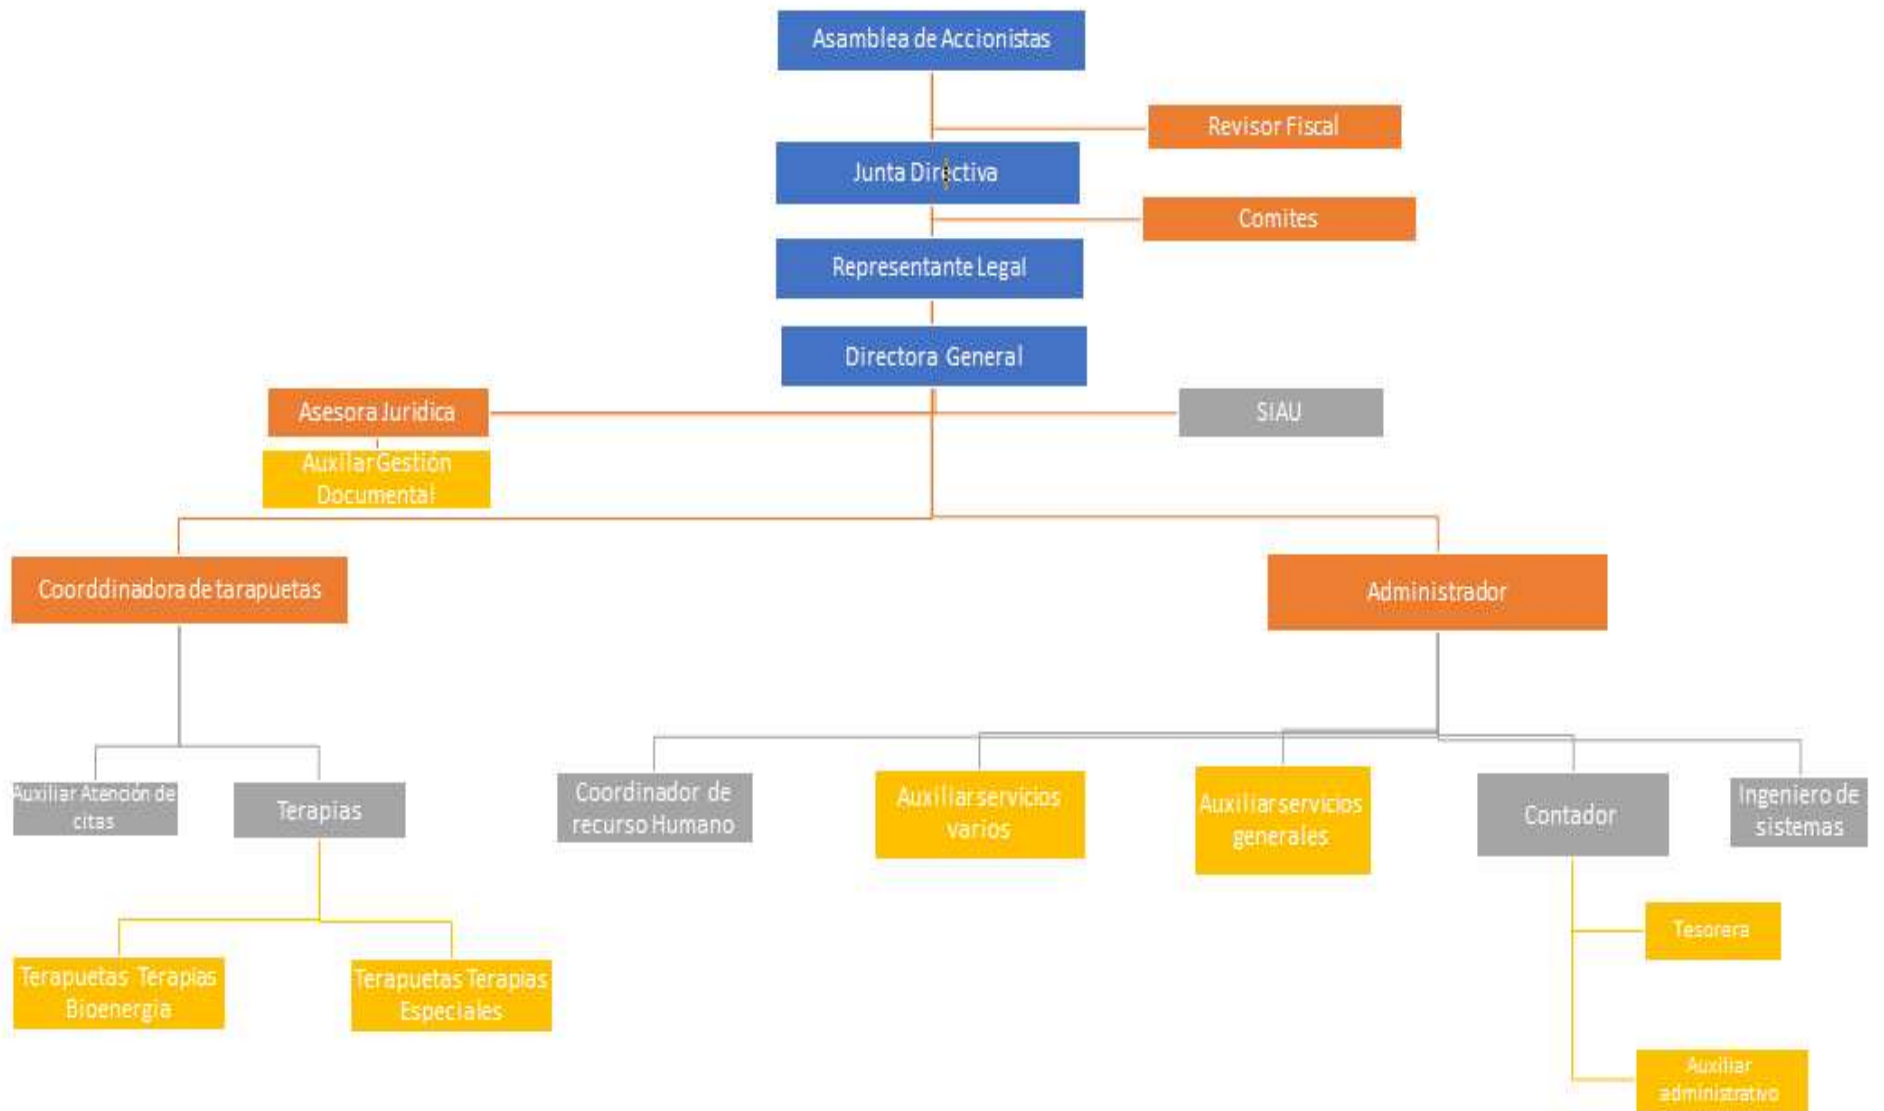 Asamblea de Accionistas
Revisor Fiscal
Junta Directiva
Comites
Representante Legal
Directora General
Asesora Juridica
SIAU
Auxilar Gestión
Documental
Coorddinadora de tarapuetas
Administrador
Auxiliar Atención de
citas
Terapias
Coordinador de
recurso Humano
Auxiliar servicios
varios
Auxiliar servicios
generales
Contador
Ingeniero de
sistemas
Tesorera
Terapuetas Terapias
Bioenergia
Terapuetas Terapias
Especiales
Auxiliar
administrativo